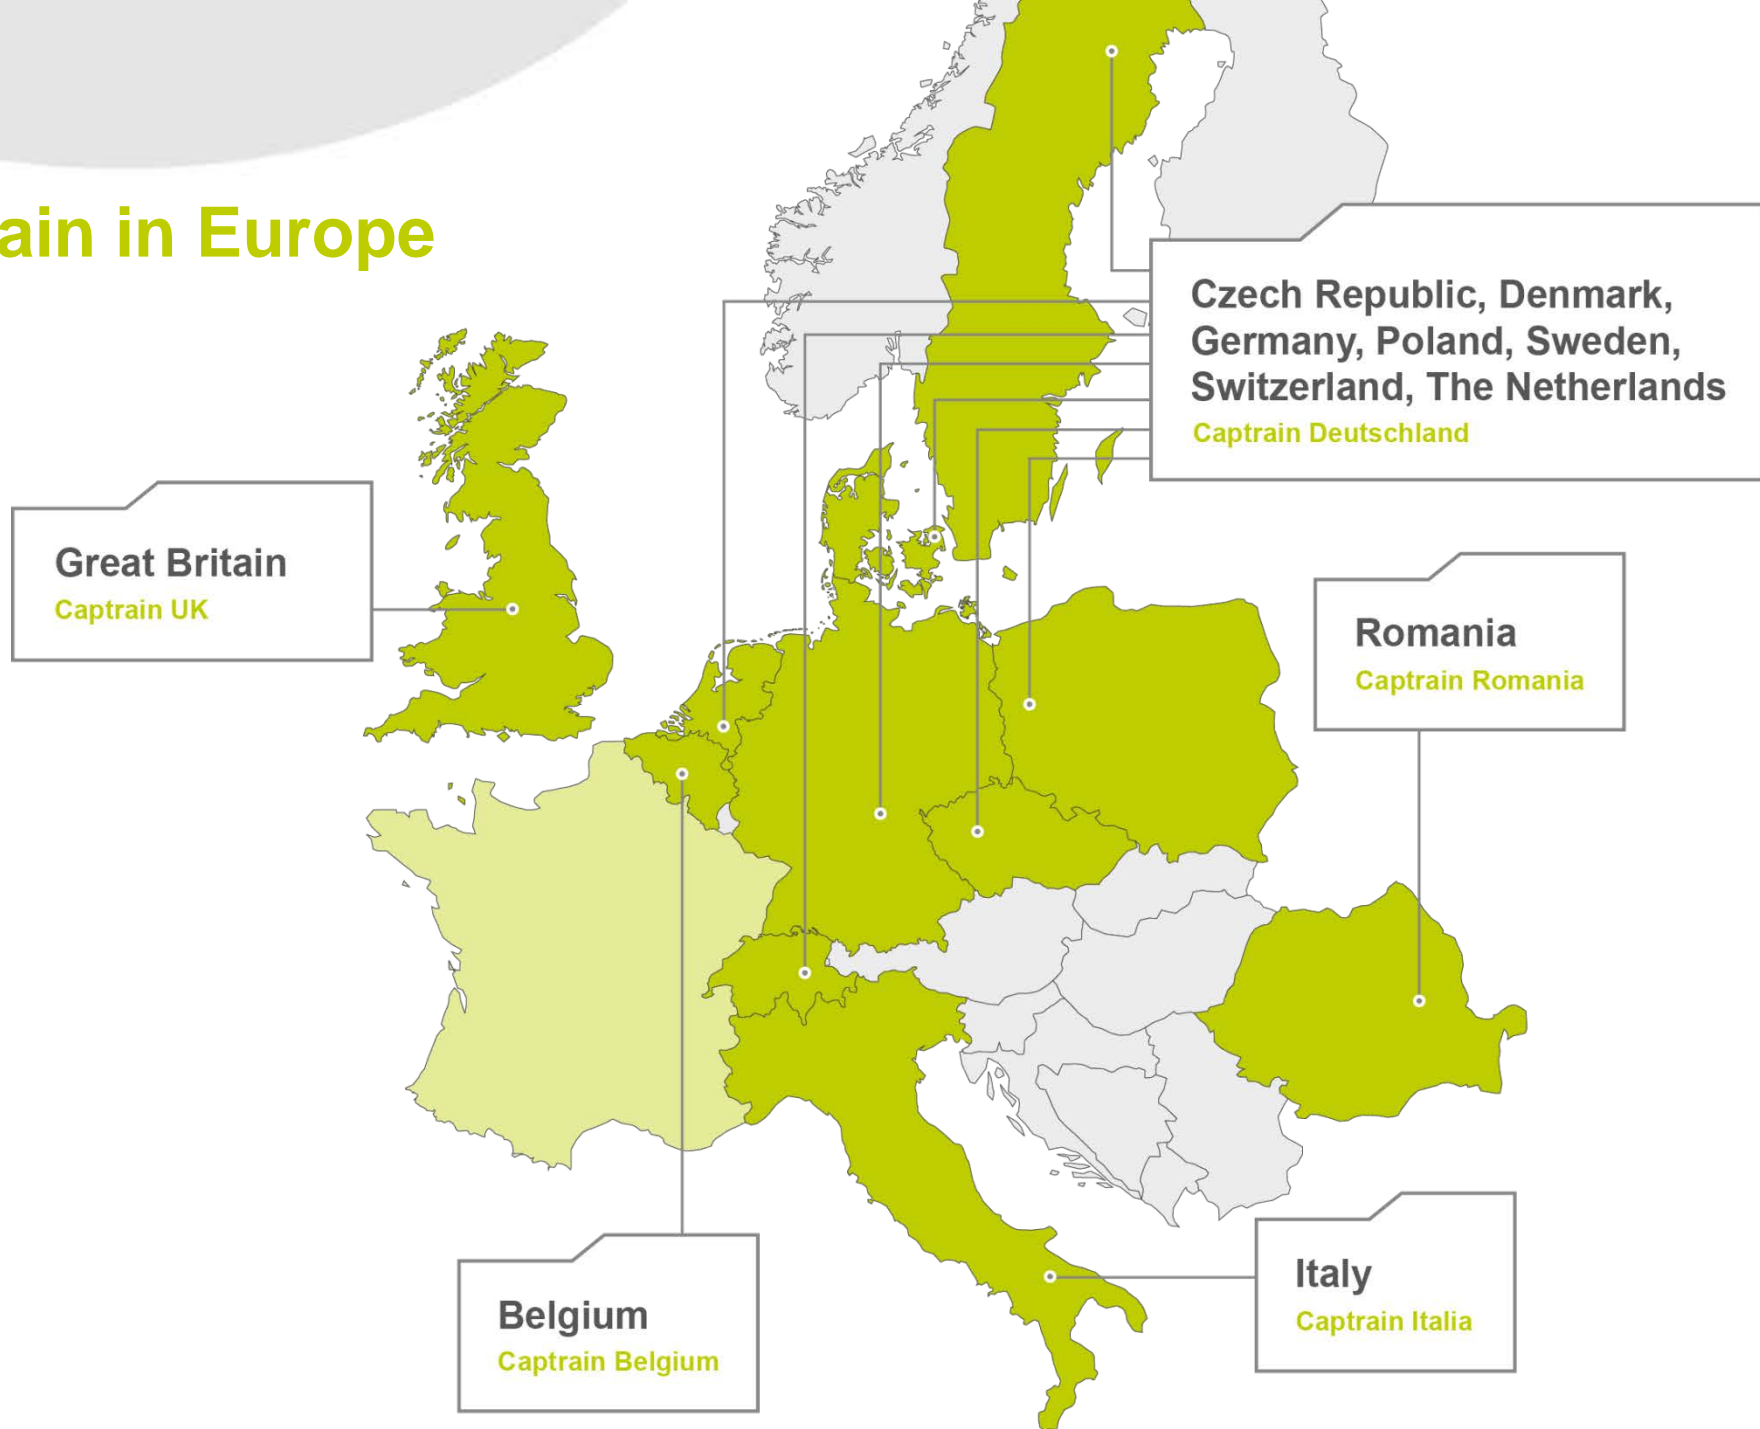 ain in Europe
Czech Republic, Denmark,
Germany, Poland, Sweden,
Switzerland, The Netherlands
Captrain Deutschland
Great Britain
Captrain UK
Romania
Captrain Romania
Italy
Captrain Italia
Belgium
Captrain Belgium